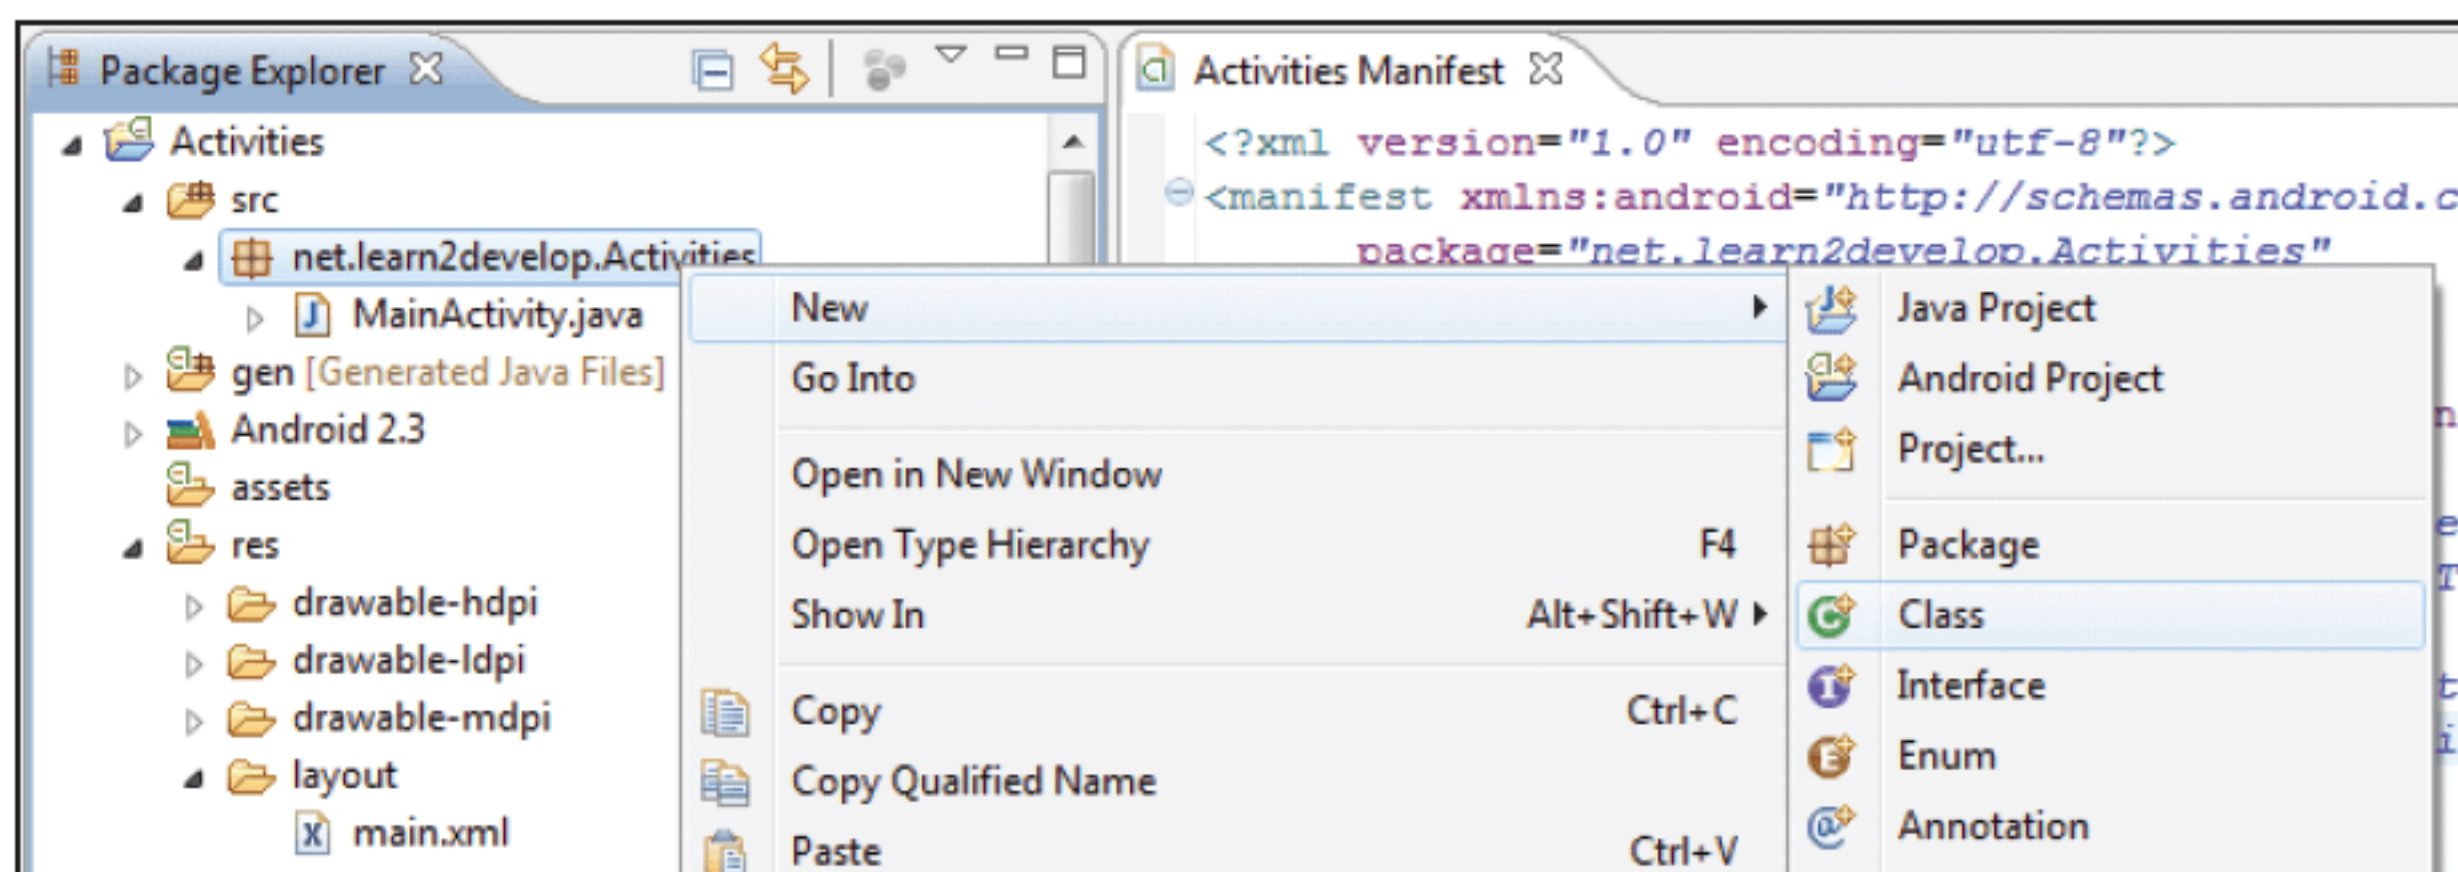 Package Explorer
Activities
src
net.learn2develop.Activities
MainActivity.java
gen [Generated Java Files]
Android 2.3
assets
res
drawable-hdpi
drawable-ldpi
drawable-mdpi
layout
main.xml
Activities Manifest
<?xml version="1.0" encoding="utf-8"?>
<manifest xmlns:android="http://schemas.android.c
package="net.learn2develop.Activities"
New
Go Into
Open in New Window
Open Type Hierarchy F4
Show In Alt+Shift+W
Copy Ctrl+C
Copy Qualified Name
Paste Ctrl+V
Java Project
Android Project
Project...
Package
Class
Interface
Enum
Annotation